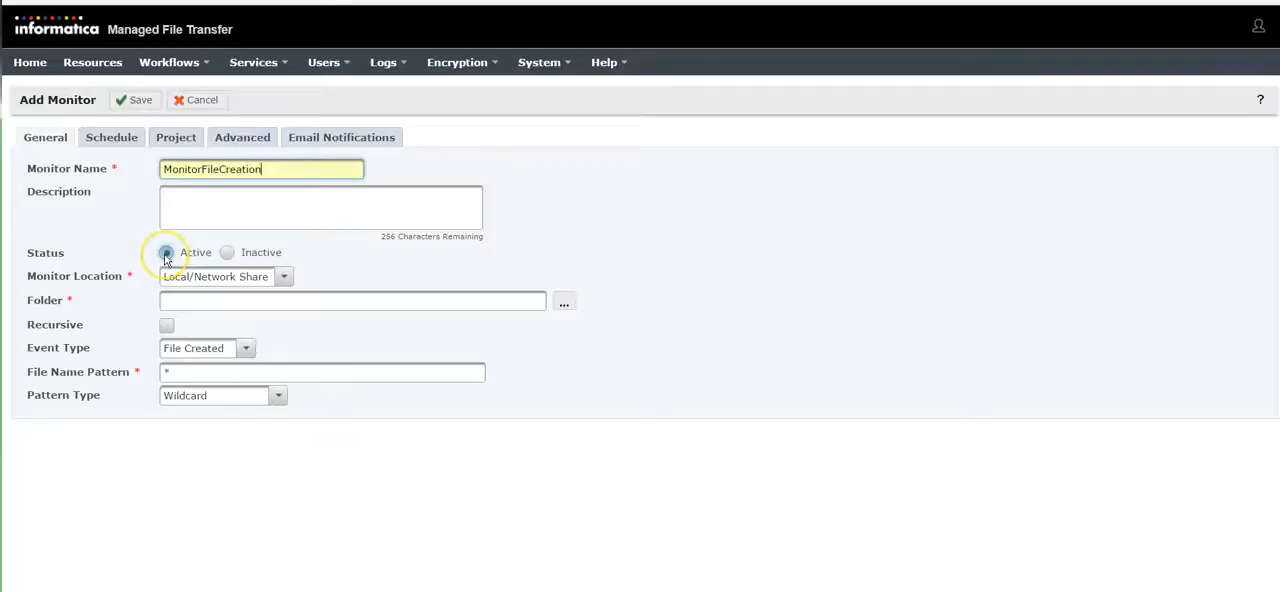 informatica Managed File Transfer
Home Resources Workflows Services Users Logs Encryption System Help
Add Monitor Save Cancel ?
General Schedule Project Advanced Email Notifications
Monitor Name * MonitorFileCreation
Description
256 Characters Remaining
Status Active Inactive
Monitor Location * Local/Network Share
Folder * ...
Recursive
Event Type File Created
File Name Pattern * *
Pattern Type Wildcard